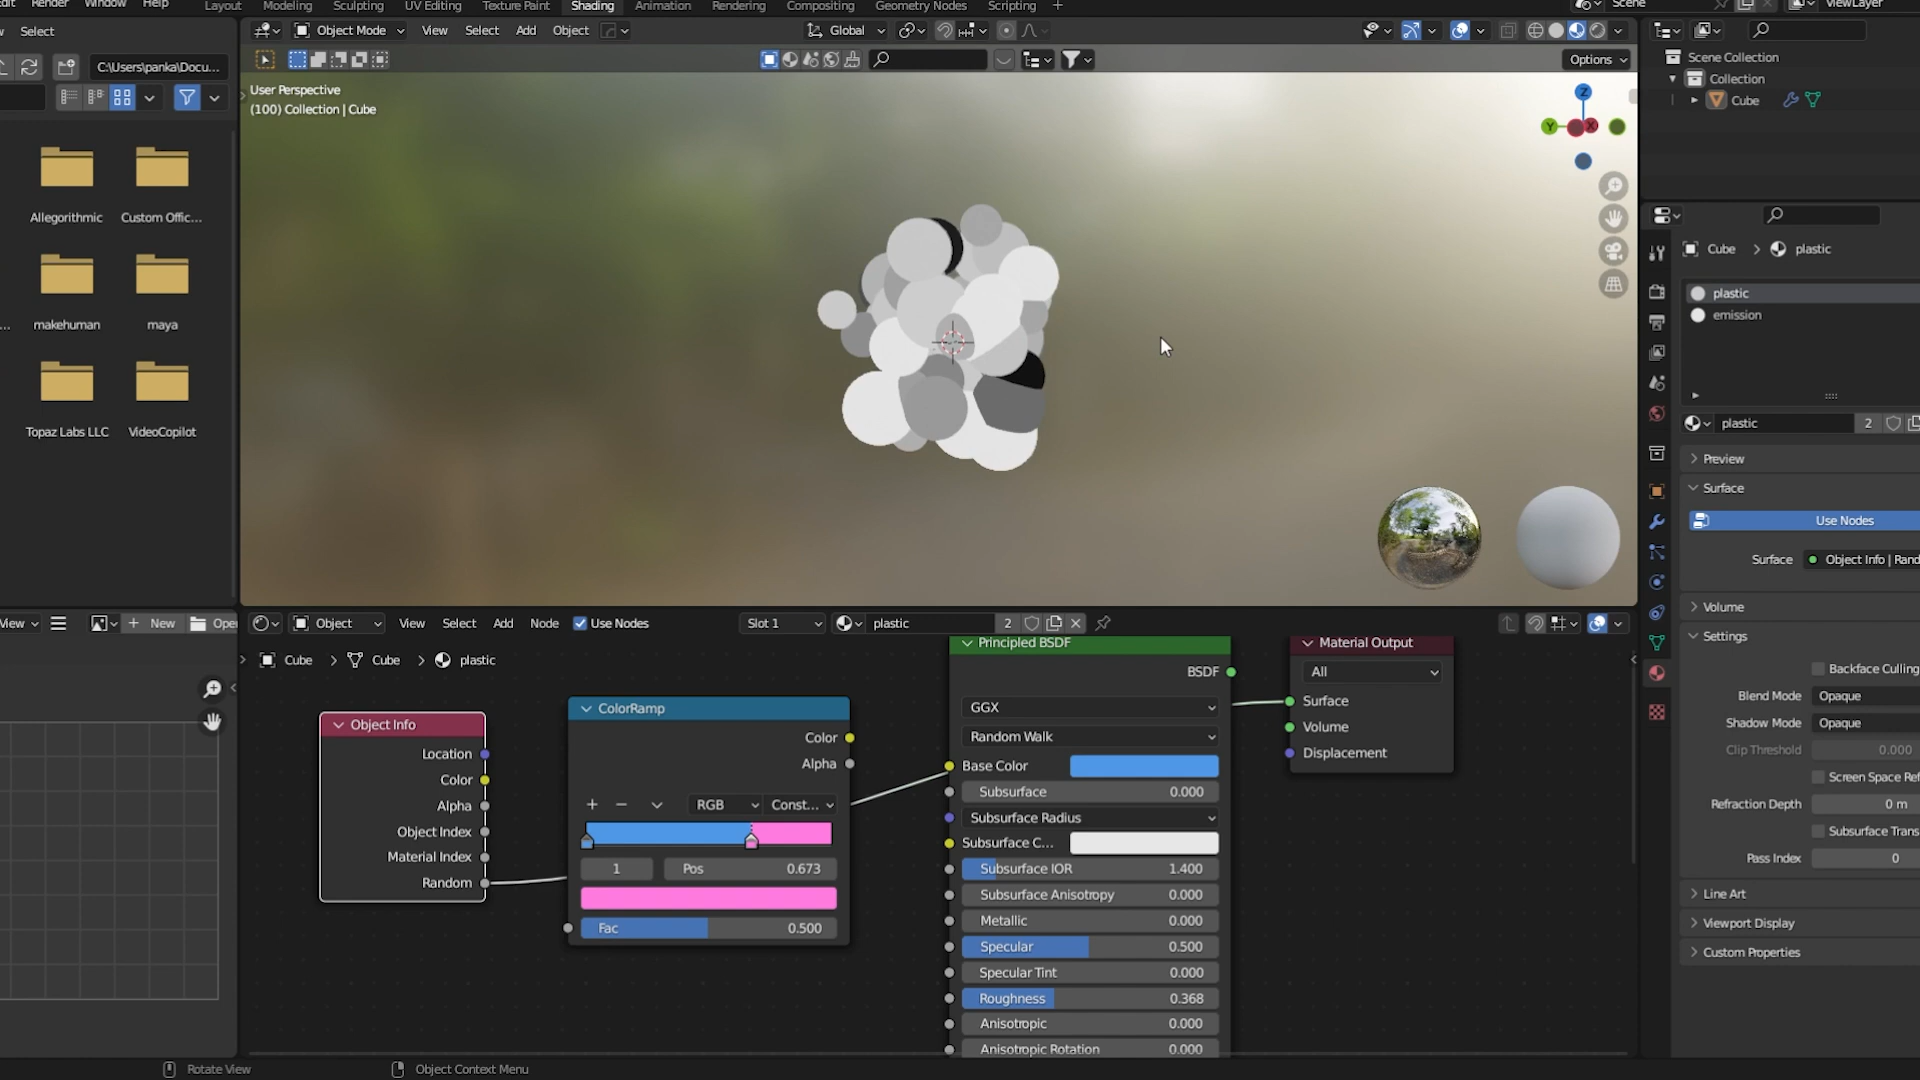 Edit Render Window Help Layout Modeling Sculpting UV Editing Texture Paint Shading Animation Rendering Compositing Geometry Nodes Scripting + Scene ViewLayer
Select Object Mode View Select Add Object Global
C:\Users\panka\Docu... Options
User Perspective
(100) Collection | Cube
Z
Y
X
Allegorithmic Custom Offic...
makehuman maya
Topaz Labs LLC VideoCopilot
Scene Collection
Collection
Cube
Cube > plastic
plastic
emission
plastic 2
Preview
Surface
Use Nodes
Surface Object Info | Rand
Volume
Settings
Backface Culling
Blend Mode Opaque
Shadow Mode Opaque
Clip Threshold 0.000
Screen Space Ref
Refraction Depth 0 m
Subsurface Trans
Pass Index 0
Line Art
Viewport Display
Custom Properties
View + New Open
Object View Select Add Node Use Nodes Slot 1 plastic 2
Cube > Cube > plastic
Object Info
Location
Color
Alpha
Object Index
Material Index
Random
ColorRamp
Color
Alpha
+ − RGB Const...
1 Pos 0.673
Fac 0.500
Principled BSDF
BSDF
GGX
Random Walk
Base Color
Subsurface 0.000
Subsurface Radius
Subsurface C...
Subsurface IOR 1.400
Subsurface Anisotropy 0.000
Metallic 0.000
Specular 0.500
Specular Tint 0.000
Roughness 0.368
Anisotropic 0.000
Anisotropic Rotation 0.000
Material Output
All
Surface
Volume
Displacement
Rotate View Object Context Menu